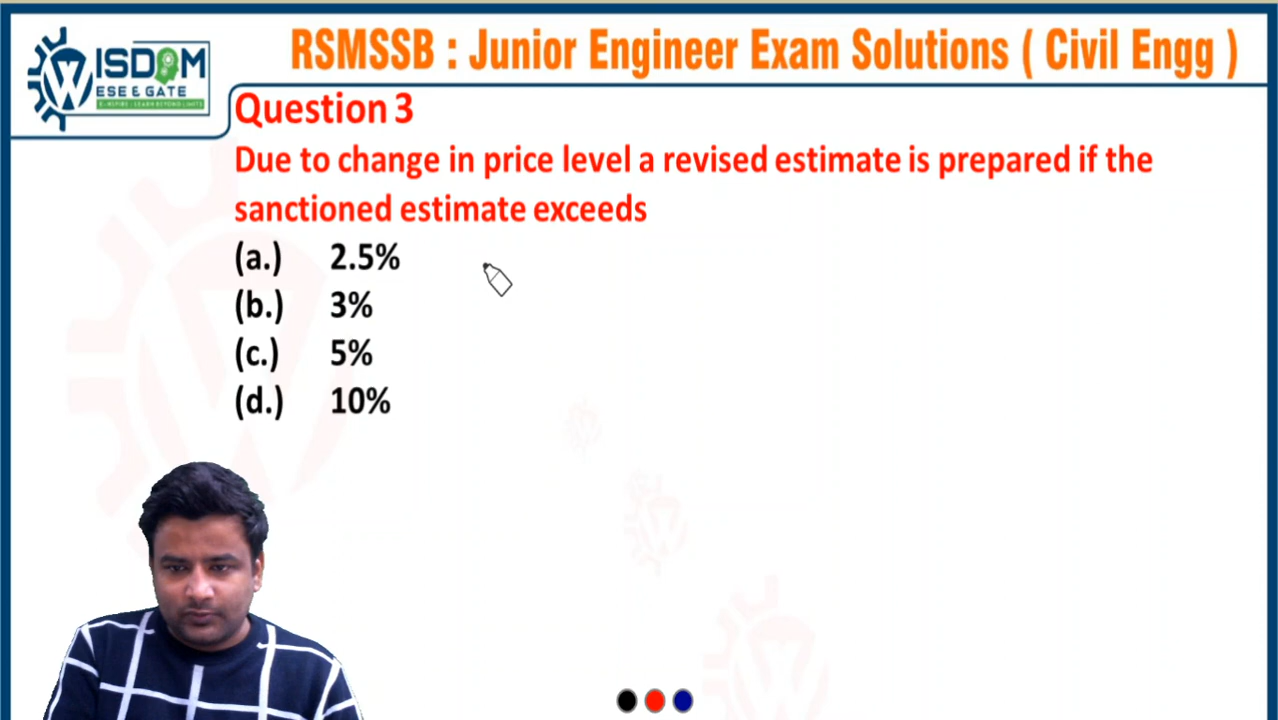 RSMSSB : Junior Engineer Exam Solutions ( Civil Engg )
WISDOM
ESE & GATE
Question 3
Due to change in price level a revised estimate is prepared if the
sanctioned estimate exceeds
(a.) 2.5%
(b.) 3%
(c.) 5%
(d.) 10%